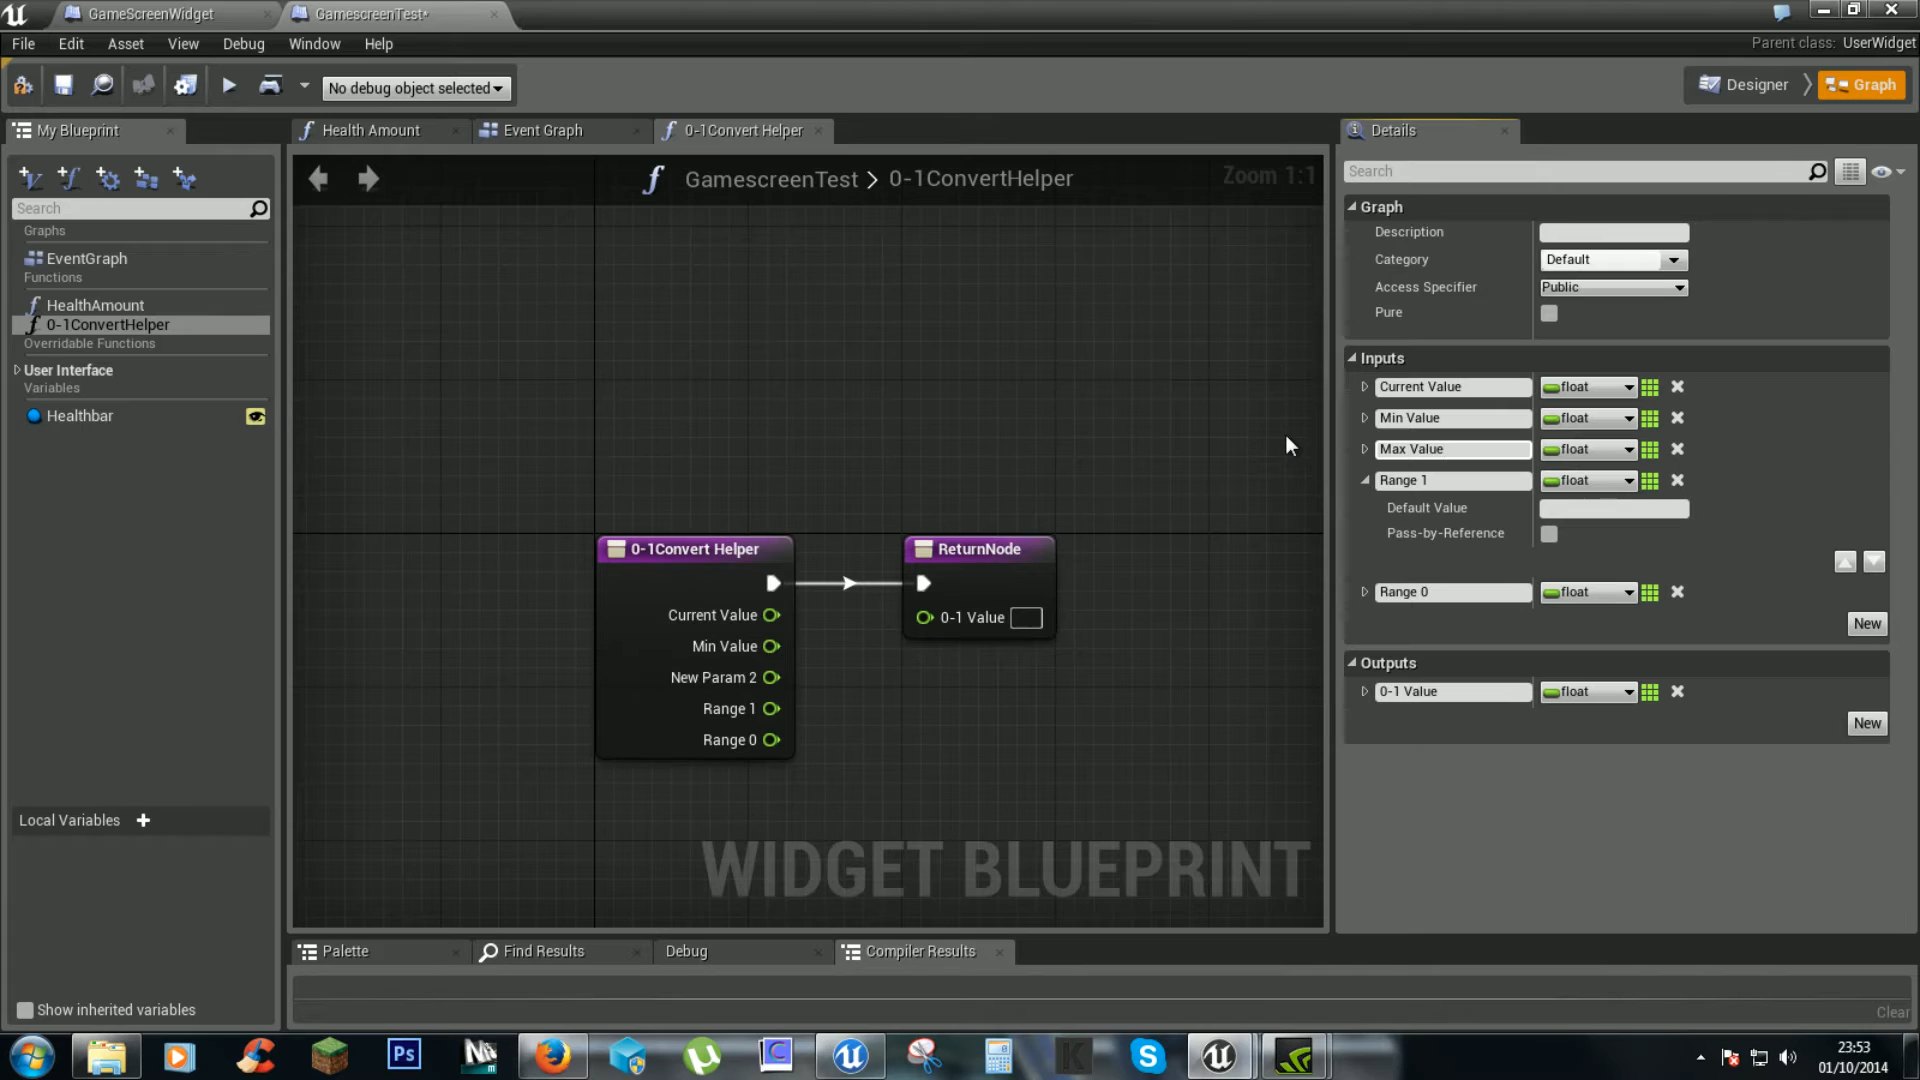 GameScreenWidget
GamescreenTest*
File Edit Asset View Debug Window Help
Parent class: UserWidget
No debug object selected
Designer
Graph
My Blueprint
Health Amount
Event Graph
0-1Convert Helper
Details
GamescreenTest > 0-1ConvertHelper
Zoom 1:1
Search
Graphs
EventGraph
Functions
HealthAmount
0-1ConvertHelper
Overridable Functions
User Interface
Variables
Healthbar
Local Variables
Show inherited variables
0-1Convert Helper
Current Value
Min Value
New Param 2
Range 1
Range 0
ReturnNode
0-1 Value
WIDGET BLUEPRINT
Search
Graph
Description
Category Default
Access Specifier Public
Pure
Inputs
Current Value float
Min Value float
Max Value float
Range 1 float
Default Value
Pass-by-Reference
Range 0 float
New
Outputs
0-1 Value float
New
Palette
Find Results
Debug
Compiler Results
Clear
Ps
23:53
01/10/2014